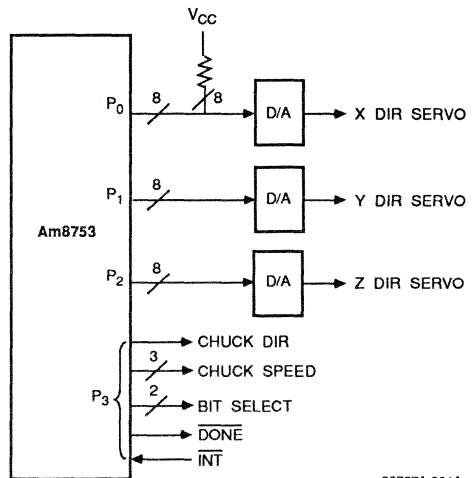 VCC
8
P0 8 D/A X DIR SERVO
P1 8 D/A Y DIR SERVO
Am8753
P2 8 D/A Z DIR SERVO
CHUCK DIR
3 CHUCK SPEED
P3 2 BIT SELECT
DONE
INT